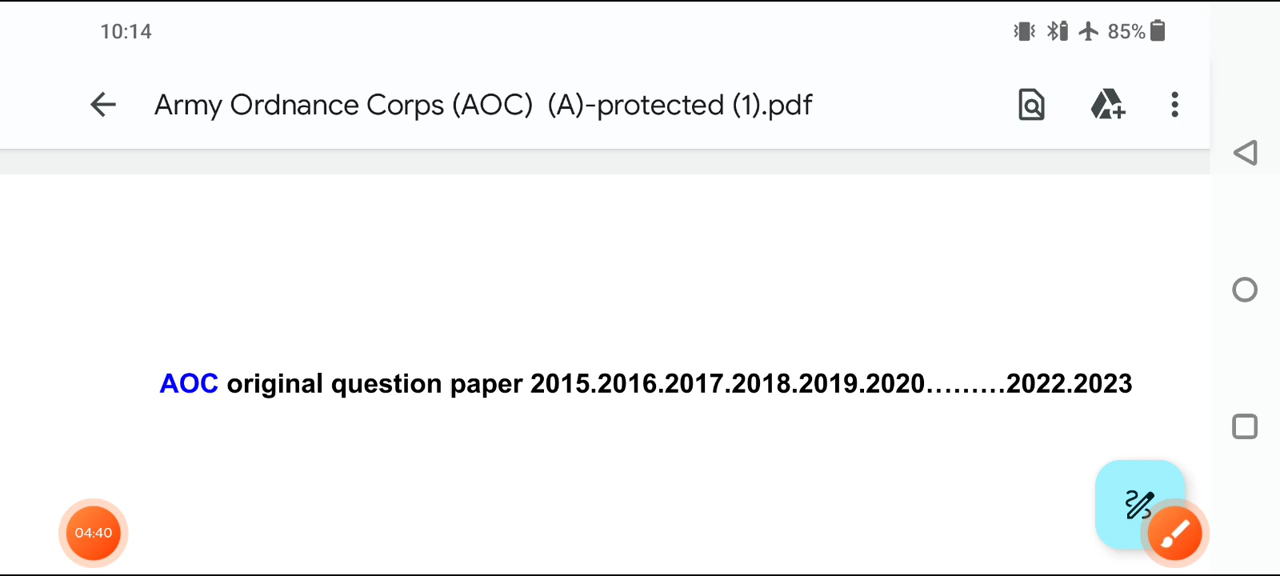 10:14
85%
Army Ordnance Corps (AOC) (A)-protected (1).pdf
AOC original question paper 2015.2016.2017.2018.2019.2020.........2022.2023
04:40